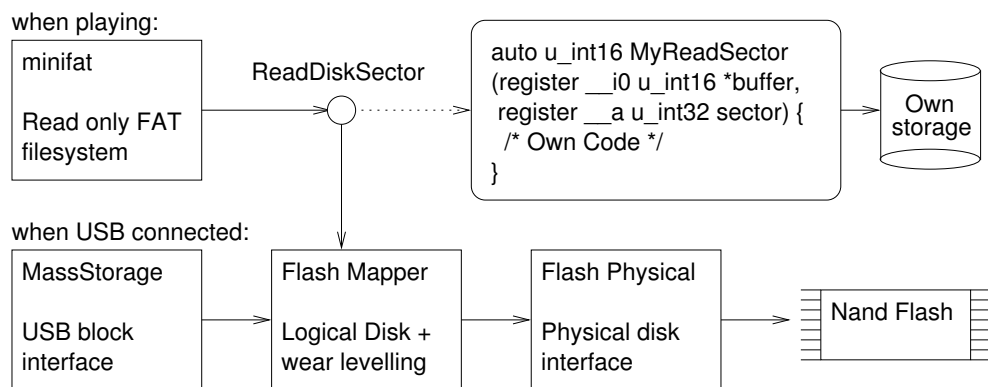 when playing:
minifat
Read only FAT
filesystem
ReadDiskSector
auto u_int16 MyReadSector
(register __i0 u_int16 *buffer,
register __a u_int32 sector) {
/* Own Code */
}
Own
storage
when USB connected:
MassStorage
USB block
interface
Flash Mapper
Logical Disk +
wear levelling
Flash Physical
Physical disk
interface
Nand Flash